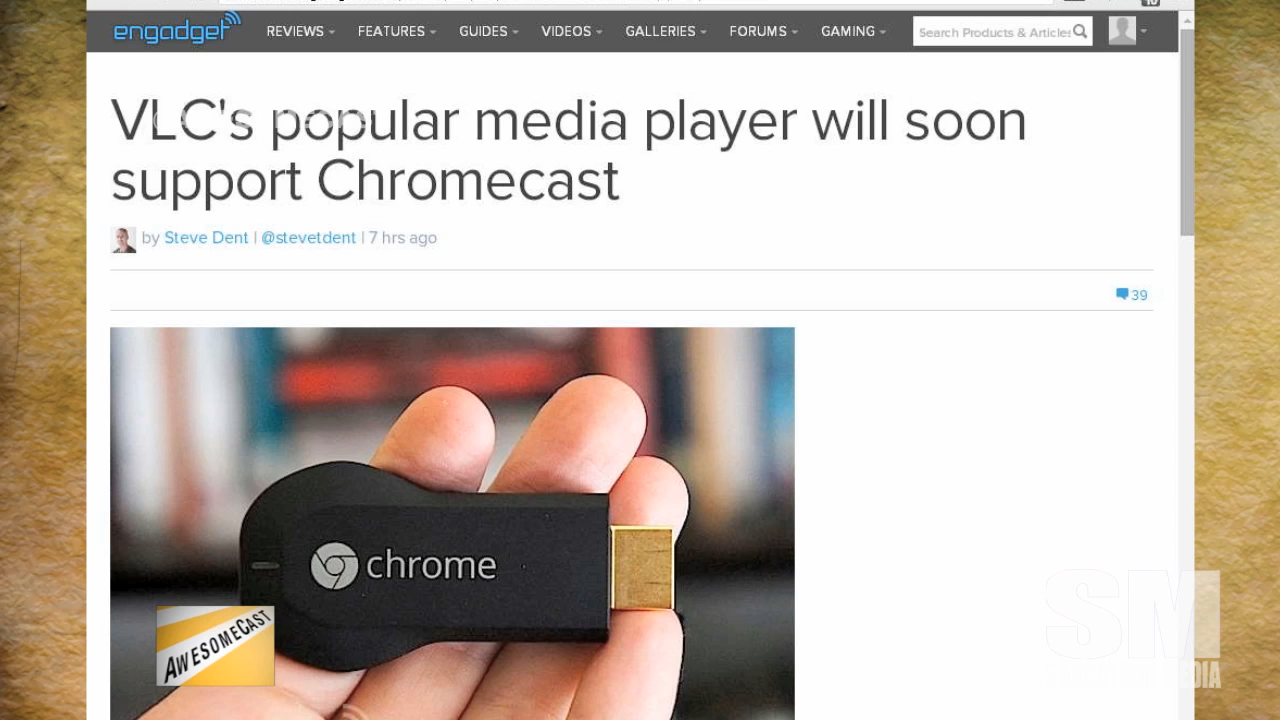 engadget
REVIEWS FEATURES GUIDES VIDEOS GALLERIES FORUMS GAMING Search Products & Articles
VLC's popular media player will soon
support Chromecast
by Steve Dent | @stevetdent | 7 hrs ago
39
chrome
AWESOMECAST
SM